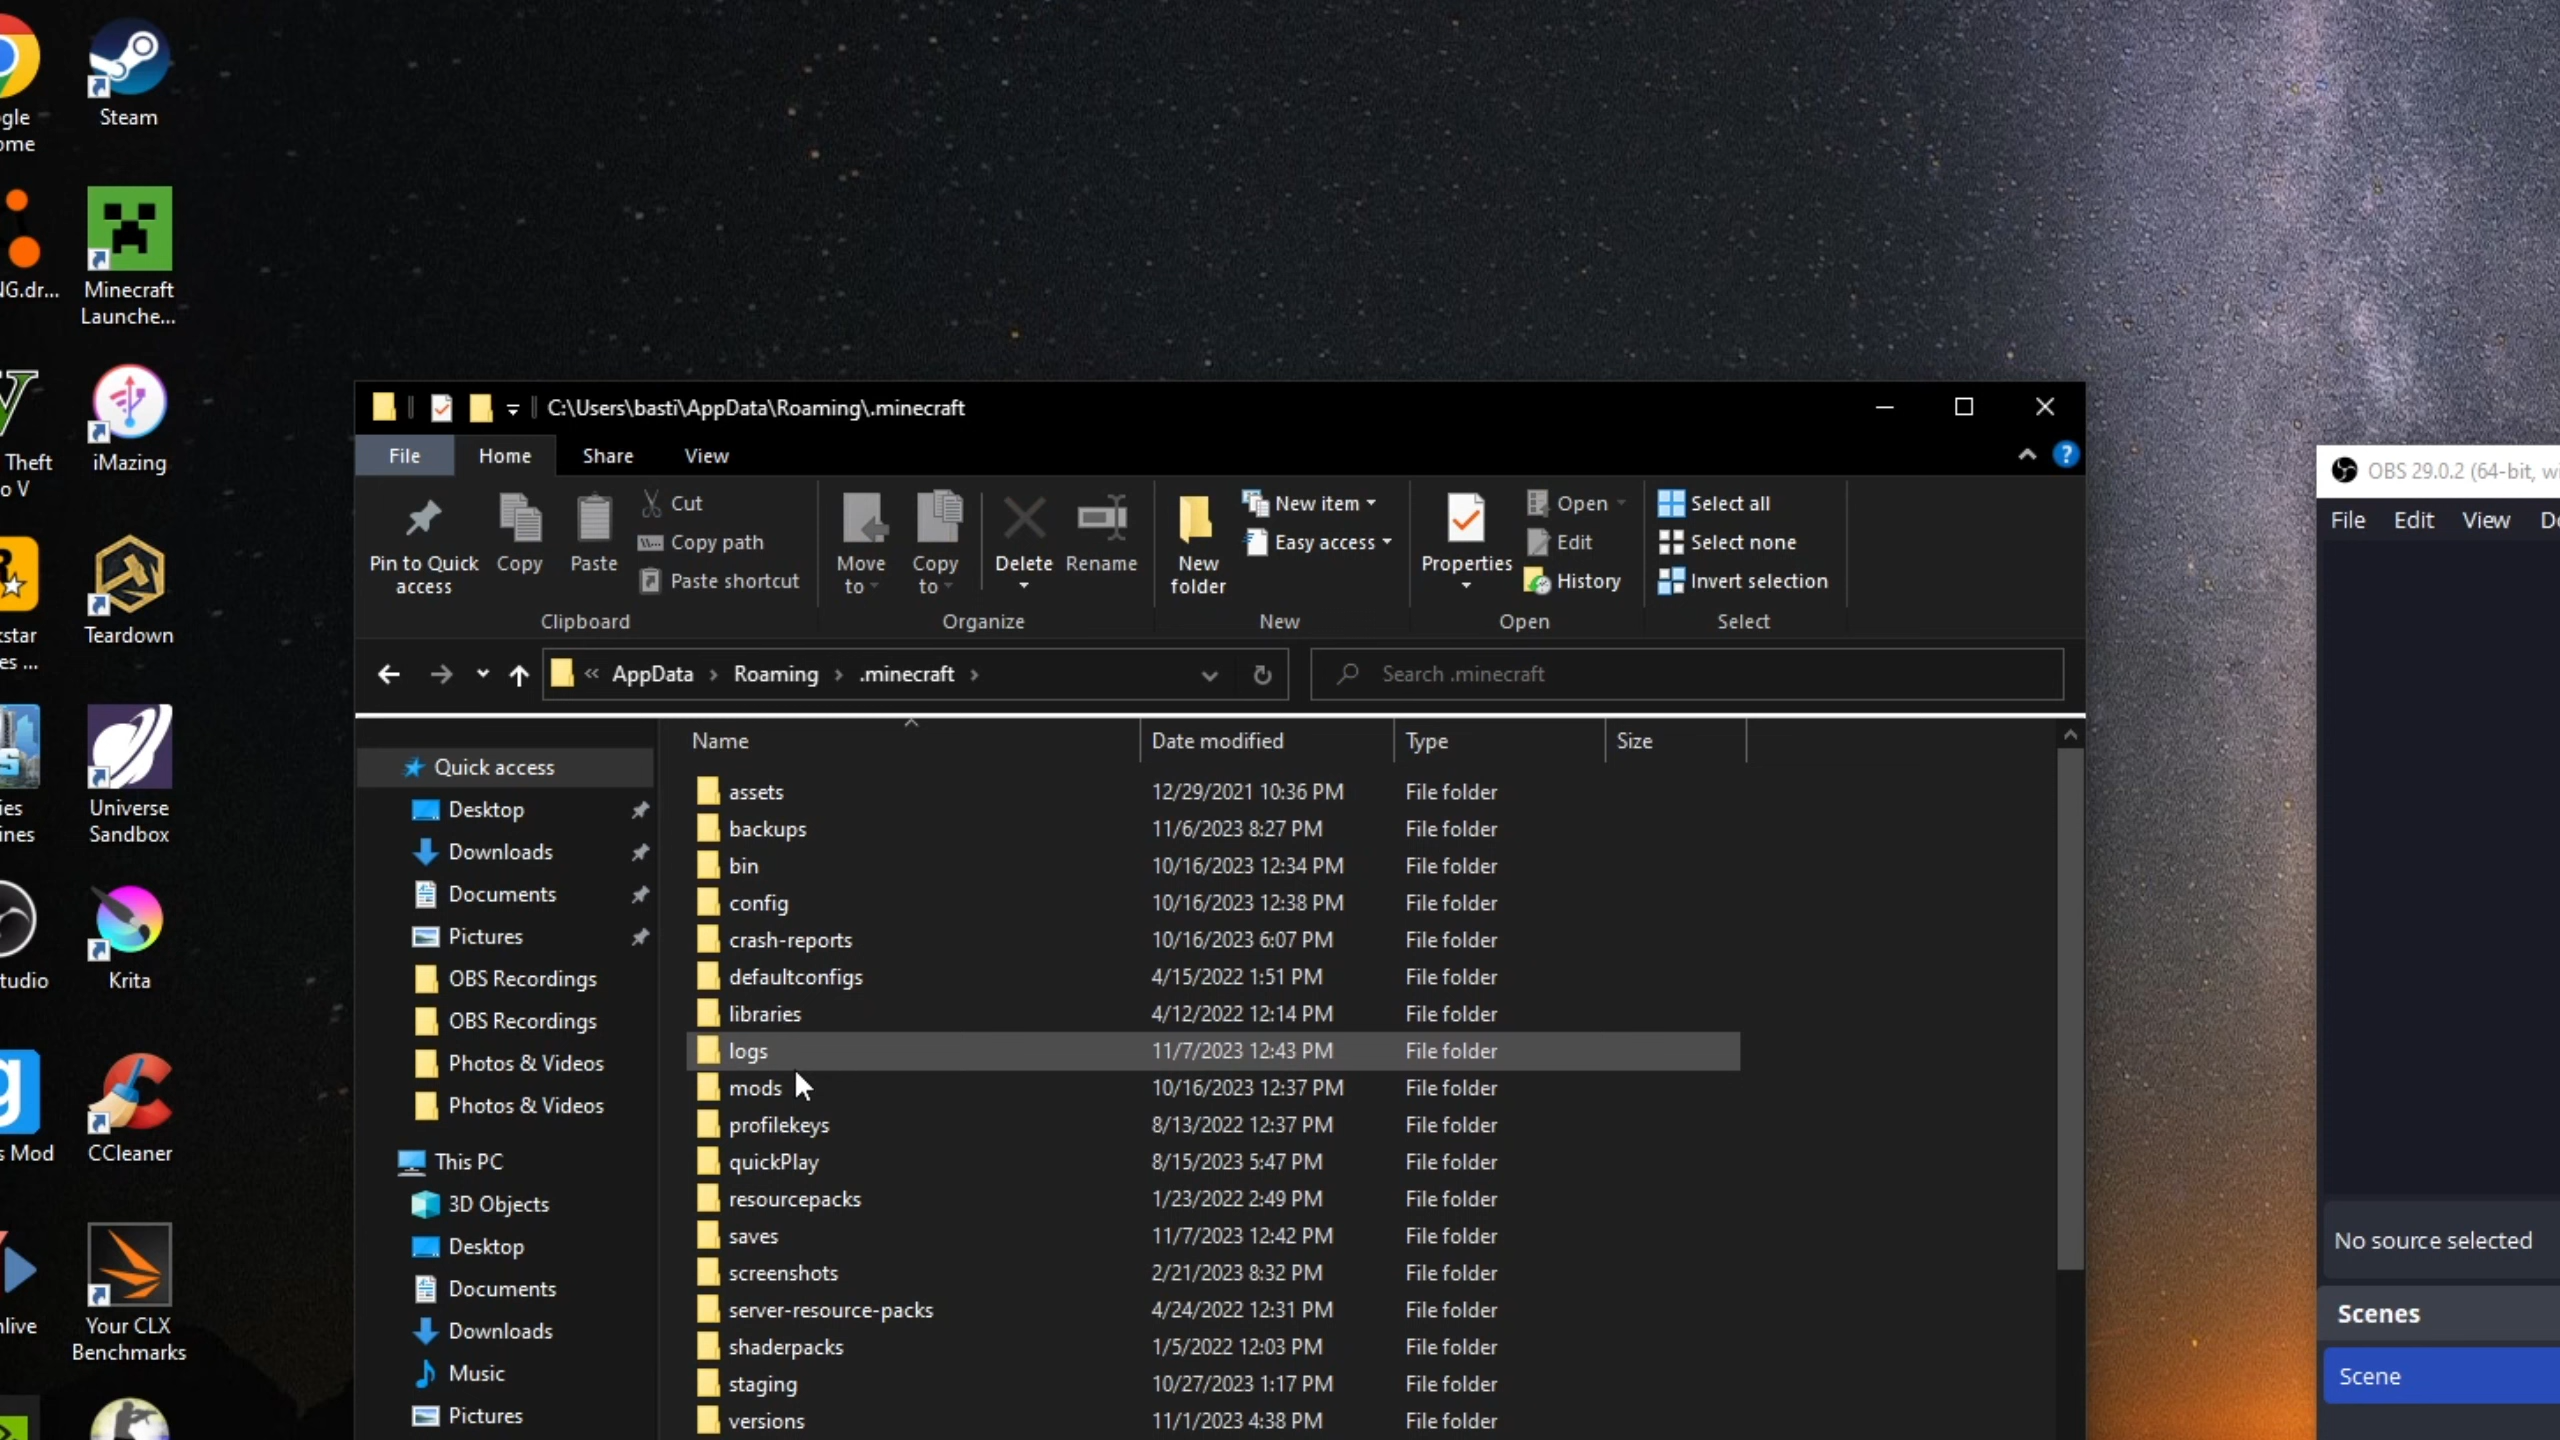 gle
ome
Steam
NG.dr...
Minecraft
Launche...
Theft
o V
iMazing
star
es ...
Teardown
ies
ines
Universe
Sandbox
tudio
Krita
s Mod
CCleaner
nlive
Your CLX
Benchmarks
C:\Users\basti\AppData\Roaming\.minecraft
File Home Share View
Pin to Quick
access
Copy
Paste
Cut
Copy path
Paste shortcut
Clipboard
Move
to
Copy
to
Delete
Rename
Organize
New
folder
New item
Easy access
New
Properties
Open
Edit
History
Open
Select all
Select none
Invert selection
Select
« AppData › Roaming › .minecraft ›
Search .minecraft
Quick access
Desktop
Downloads
Documents
Pictures
OBS Recordings
OBS Recordings
Photos & Videos
Photos & Videos
This PC
3D Objects
Desktop
Documents
Downloads
Music
Pictures
Name Date modified Type Size
assets 12/29/2021 10:36 PM File folder
backups 11/6/2023 8:27 PM File folder
bin 10/16/2023 12:34 PM File folder
config 10/16/2023 12:38 PM File folder
crash-reports 10/16/2023 6:07 PM File folder
defaultconfigs 4/15/2022 1:51 PM File folder
libraries 4/12/2022 12:14 PM File folder
logs 11/7/2023 12:43 PM File folder
mods 10/16/2023 12:37 PM File folder
profilekeys 8/13/2022 12:37 PM File folder
quickPlay 8/15/2023 5:47 PM File folder
resourcepacks 1/23/2022 2:49 PM File folder
saves 11/7/2023 12:42 PM File folder
screenshots 2/21/2023 8:32 PM File folder
server-resource-packs 4/24/2022 12:31 PM File folder
shaderpacks 1/5/2022 12:03 PM File folder
staging 10/27/2023 1:17 PM File folder
versions 11/1/2023 4:38 PM File folder
OBS 29.0.2 (64-bit, wi
File Edit View Do
No source selected
Scenes
Scene